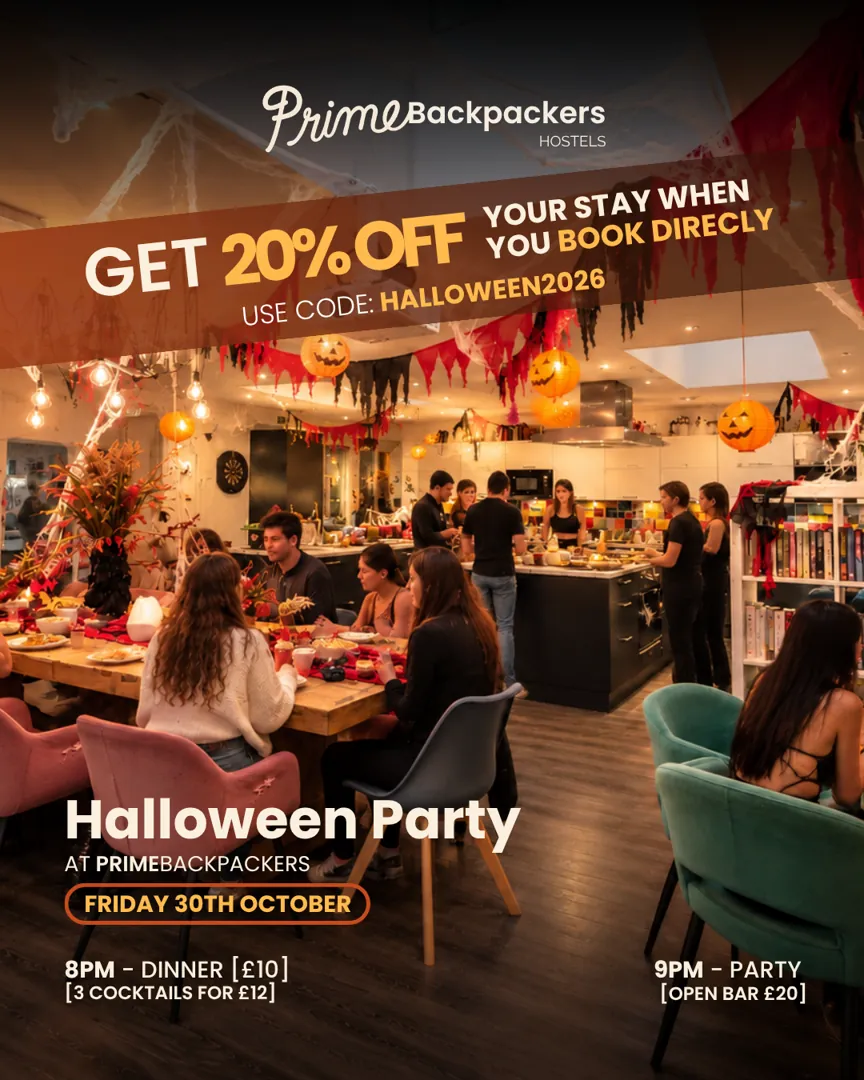 PrimeBackpackers
HOSTELS
GET 20% OFF YOUR STAY WHEN
YOU BOOK DIRECLY
USE CODE: HALLOWEEN2026
Halloween Party
AT PRIMEBACKPACKERS
FRIDAY 30TH OCTOBER
8PM - DINNER [£10]
[3 COCKTAILS FOR £12]
9PM - PARTY
[OPEN BAR £20]